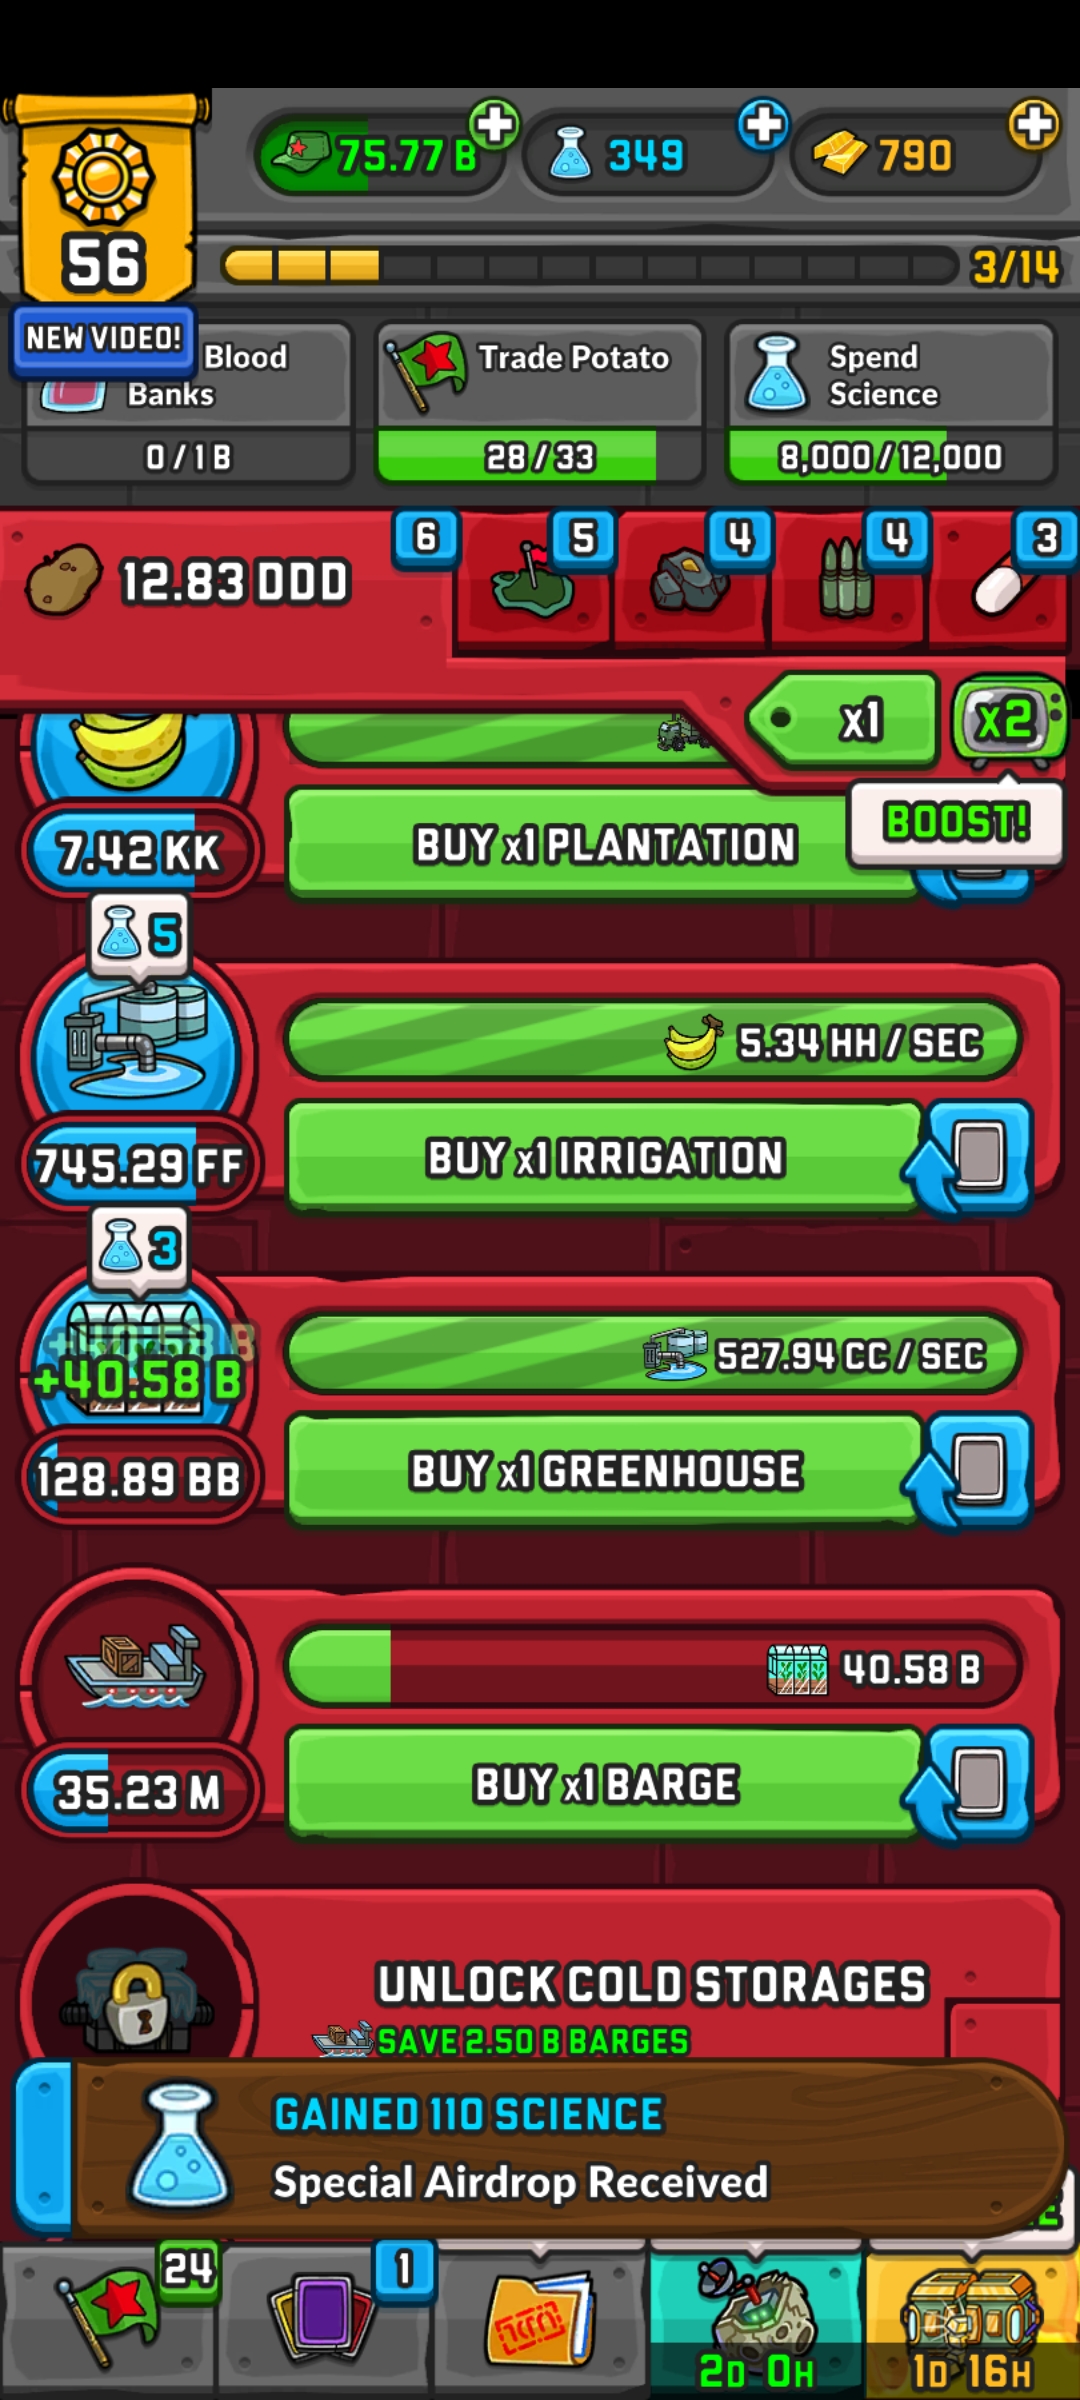 75.77 B
349
790
56
3/14
NEW VIDEO!
Blood
Banks
0 / 1 B
Trade Potato
28 / 33
Spend
Science
8,000 / 12,000
12.83 DDD
6
5
4
4
3
x1
x2
BOOST!
7.42 KK
BUY x1 PLANTATION
5
5.34 HH / SEC
745.29 FF
BUY x1 IRRIGATION
3
+40.58 B
527.94 CC / SEC
128.89 BB
BUY x1 GREENHOUSE
40.58 B
35.23 M
BUY x1 BARGE
UNLOCK COLD STORAGES
SAVE 2.50 B BARGES
GAINED 110 SCIENCE
Special Airdrop Received
24
1
2D 0H
1D 16H